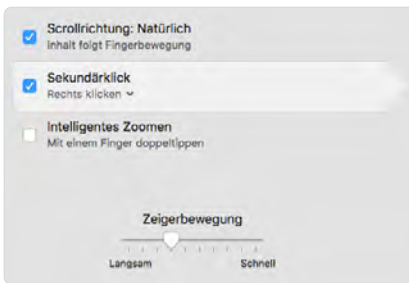 Scrollrichtung: Natürlich
Inhalt folgt Fingerbewegung
Sekundärklick
Rechts klicken
Intelligentes Zoomen
Mit einem Finger doppeltippen
Zeigerbewegung
Langsam Schnell